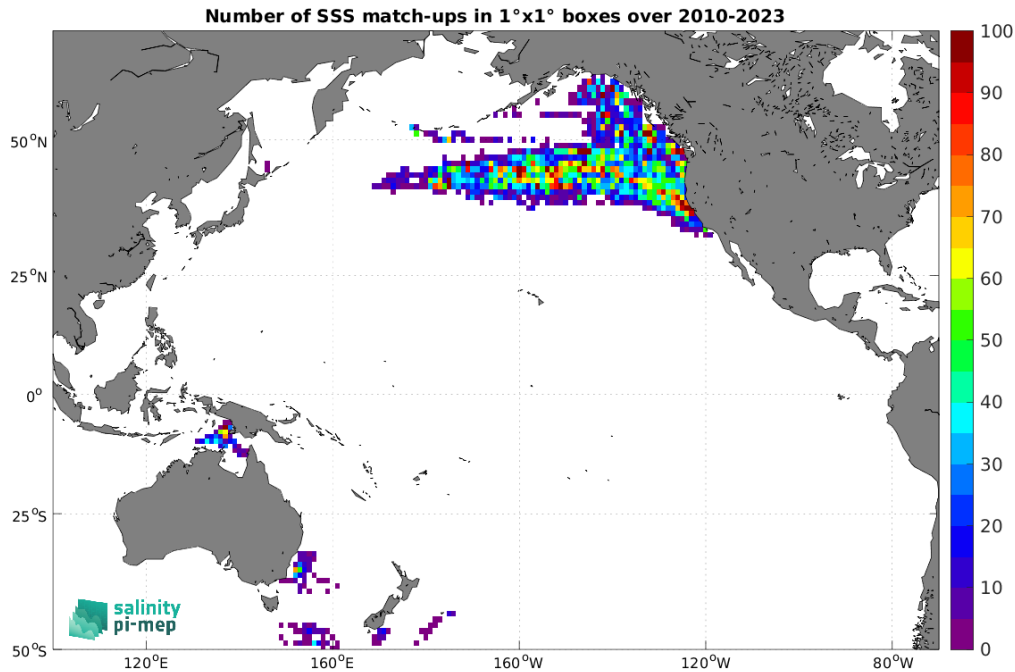 Number of SSS match-ups in 1°x1° boxes over 2010-2023
100
90
80
70
60
50
40
30
20
10
0
50°N
25°N
0°
25°S
50°S
120°E
160°E
160°W
120°W
80°W
salinity
pi-mep